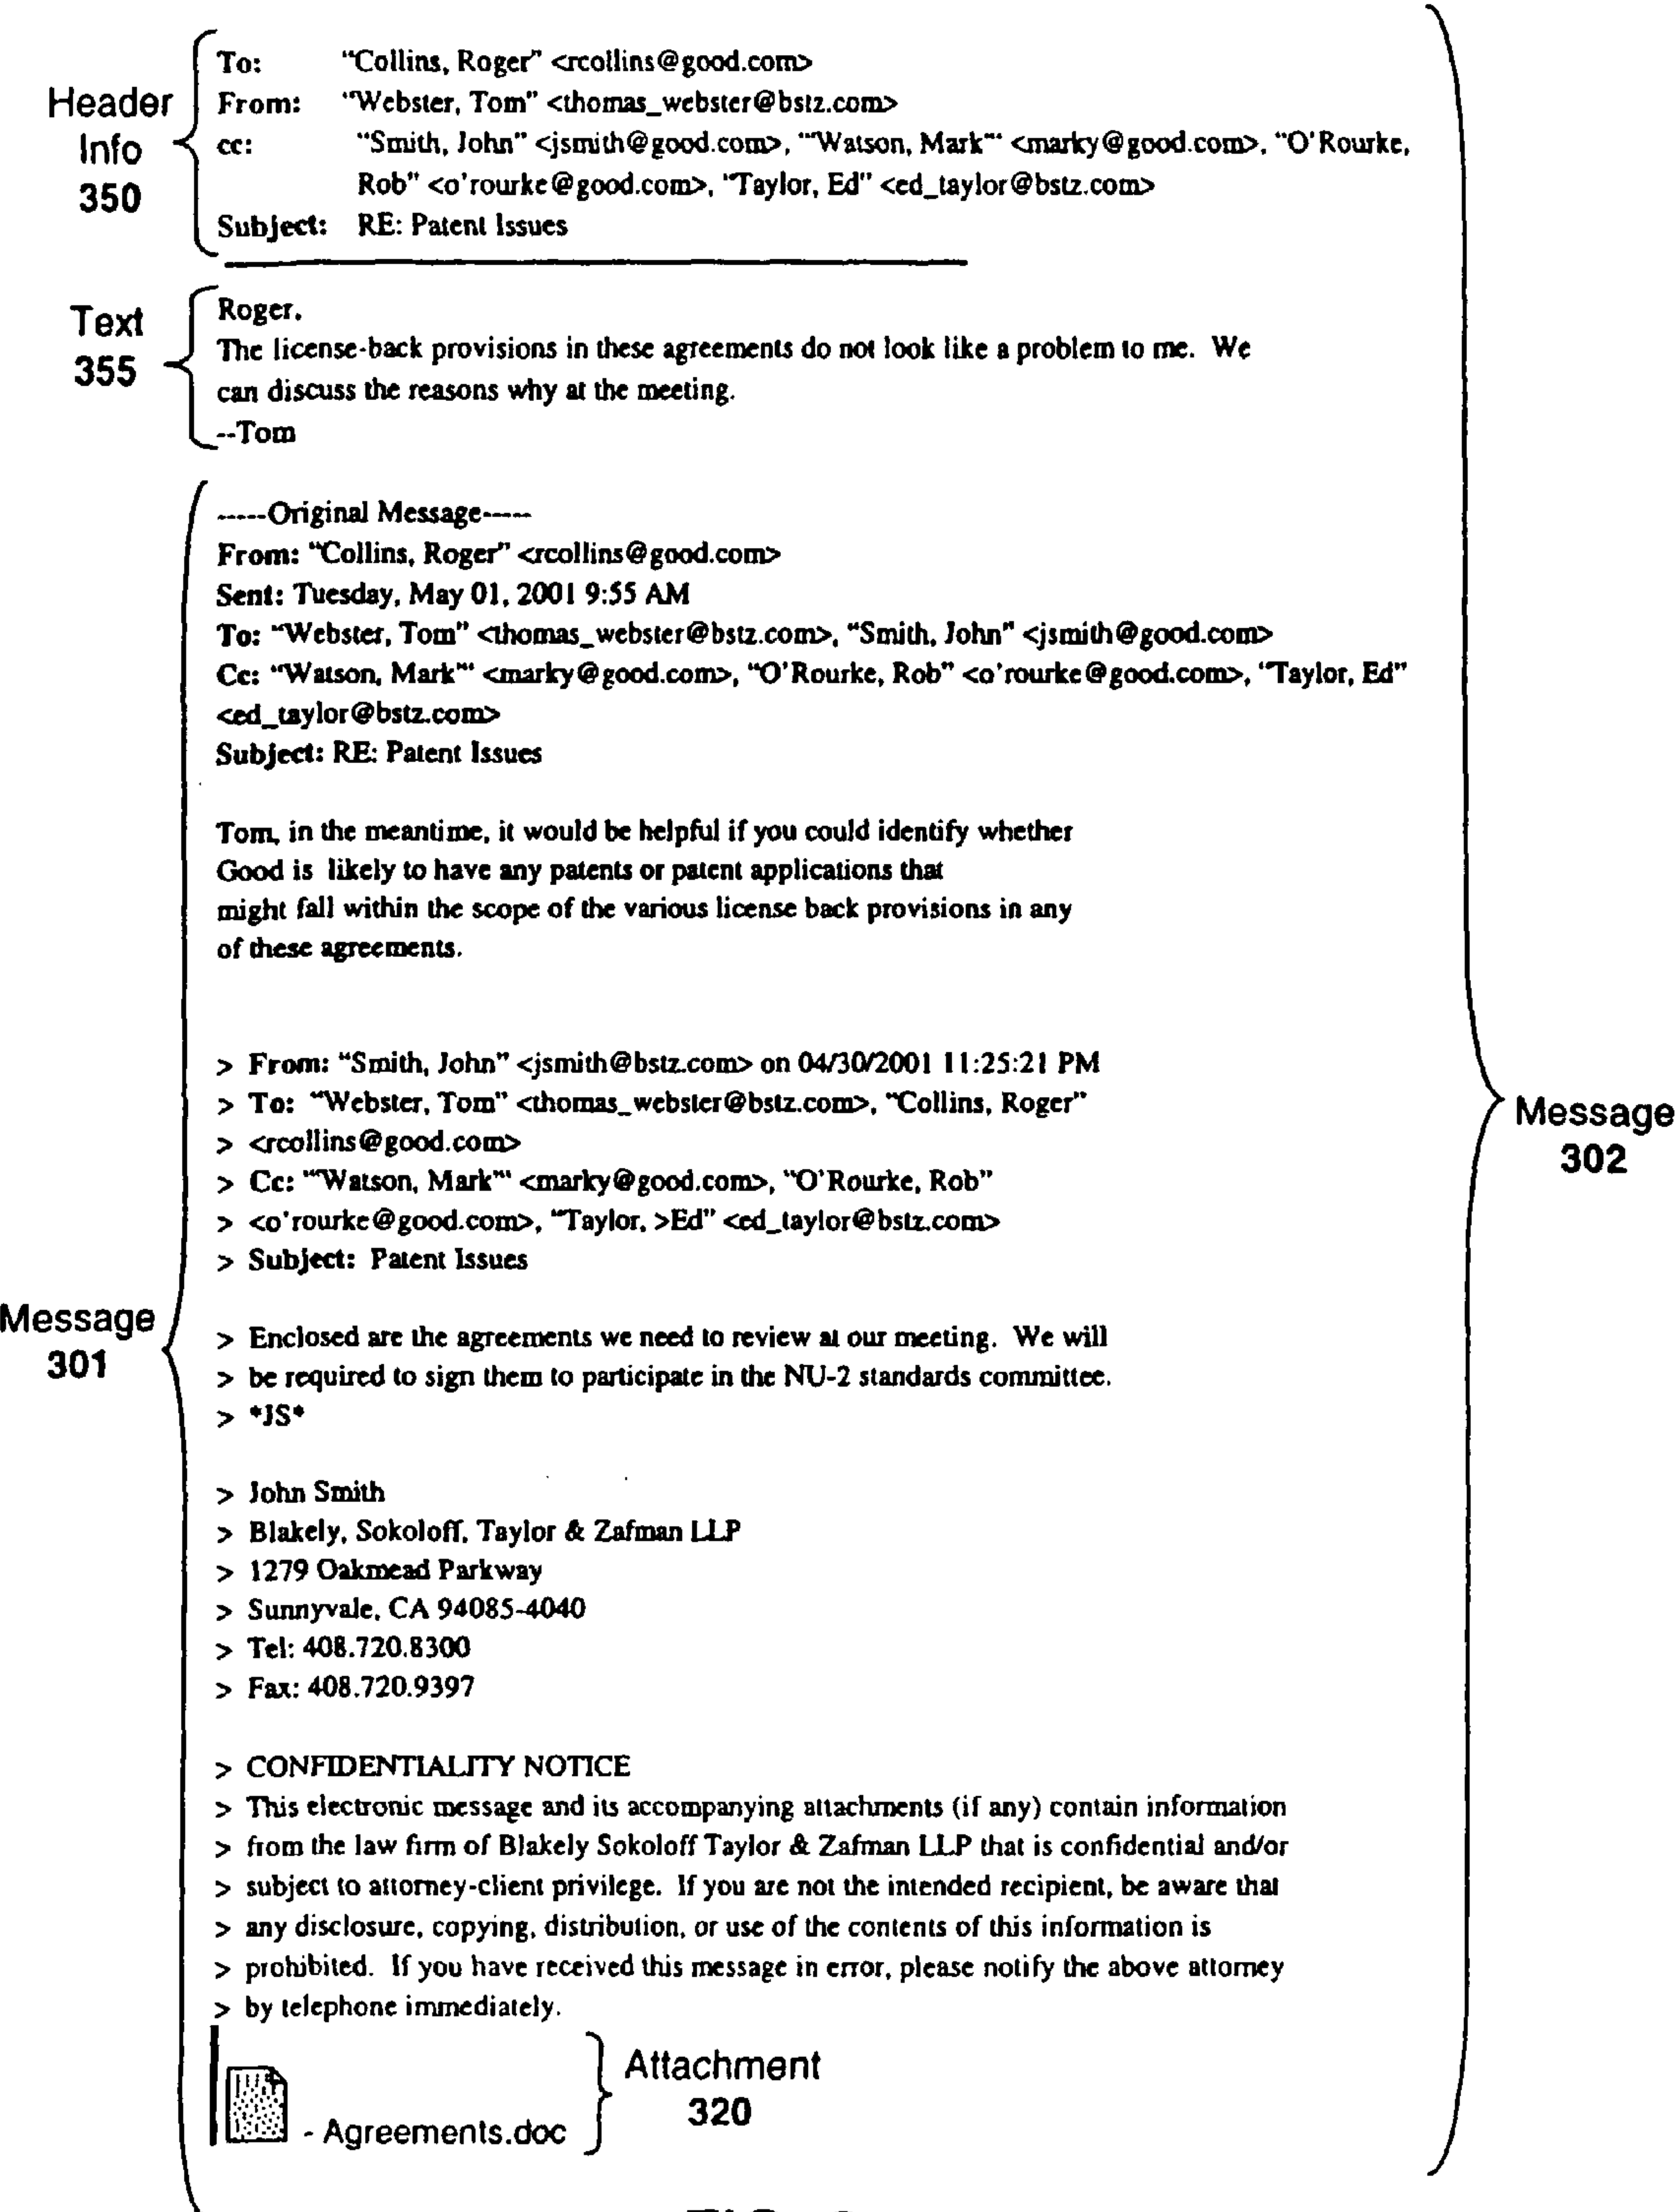 To: "Collins, Roger" <rcollins@good.com>
Header
From: "Webster, Tom" <thomas_webster@bstz.com>
Info
cc: "Smith, John" <jsmith@good.com>, "'Watson, Mark'" <marky@good.com>, "O'Rourke,
350
Rob" <o'rourke@good.com>, "Taylor, Ed" <ed_taylor@bstz.com>
Subject: RE: Patent Issues
Text
355
Roger,
The license-back provisions in these agreements do not look like a problem to me. We
can discuss the reasons why at the meeting.
--Tom
-----Original Message-----
From: "Collins, Roger" <rcollins@good.com>
Sent: Tuesday, May 01, 2001 9:55 AM
To: "Webster, Tom" <thomas_webster@bstz.com>, "Smith, John" <jsmith@good.com>
Cc: "Watson, Mark'" <marky@good.com>, "O'Rourke, Rob" <o'rourke@good.com>, "Taylor, Ed"
<ed_taylor@bstz.com>
Subject: RE: Patent Issues
Tom, in the meantime, it would be helpful if you could identify whether
Good is likely to have any patents or patent applications that
might fall within the scope of the various license back provisions in any
of these agreements.
> From: "Smith, John" <jsmith@bstz.com> on 04/30/2001 11:25:21 PM
> To: "Webster, Tom" <thomas_webster@bstz.com>, "Collins, Roger"
> <rcollins@good.com>
> Cc: "'Watson, Mark'" <marky@good.com>, "O'Rourke, Rob"
> <o'rourke@good.com>, "Taylor, >Ed" <ed_taylor@bstz.com>
> Subject: Patent Issues
Message
302
Message
301
> Enclosed are the agreements we need to review at our meeting. We will
> be required to sign them to participate in the NU-2 standards committee.
> *JS*
> John Smith
> Blakely, Sokoloff, Taylor & Zafman LLP
> 1279 Oakmead Parkway
> Sunnyvale, CA 94085-4040
> Tel: 408.720.8300
> Fax: 408.720.9397
> CONFIDENTIALITY NOTICE
> This electronic message and its accompanying attachments (if any) contain information
> from the law firm of Blakely Sokoloff Taylor & Zafman LLP that is confidential and/or
> subject to attorney-client privilege. If you are not the intended recipient, be aware that
> any disclosure, copying, distribution, or use of the contents of this information is
> prohibited. If you have received this message in error, please notify the above attorney
> by telephone immediately.
- Agreements.doc
Attachment
320